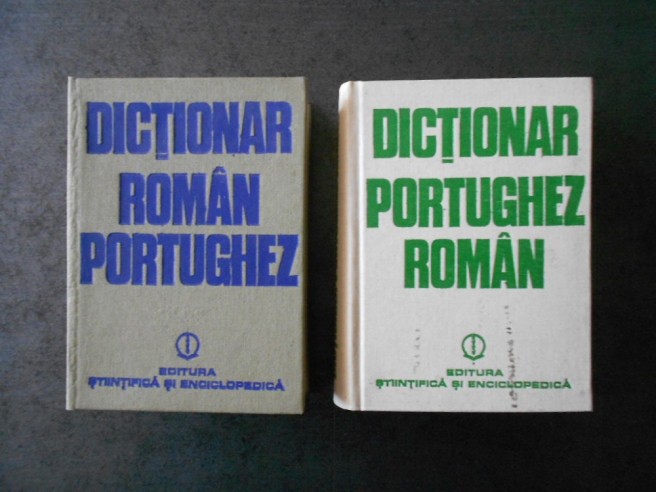 DICȚIONAR
ROMÂN
PORTUGHEZ
EDITURA
ȘTIINȚIFICĂ ȘI ENCICLOPEDICĂ
DICȚIONAR
PORTUGHEZ
ROMÂN
EDITURA
ȘTIINȚIFICĂ ȘI ENCICLOPEDICĂ